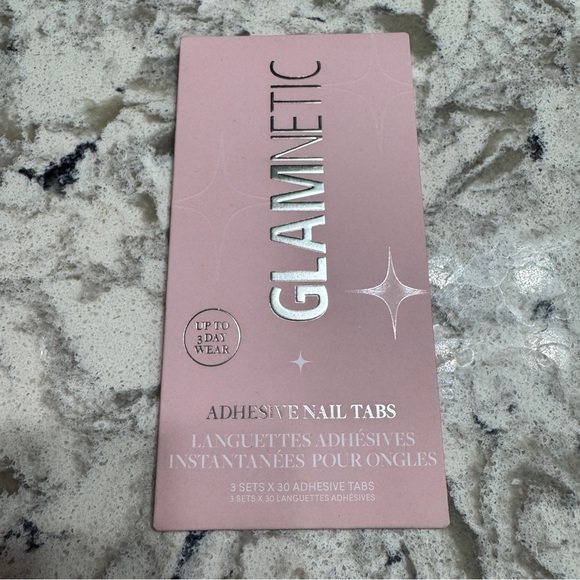 GLAMNETIC
UP TO
3 DAY
WEAR
ADHESIVE NAIL TABS
LANGUETTES ADHÉSIVES
INSTANTANÉES POUR ONGLES
3 SETS X 30 ADHESIVE TABS
3 SETS X 30 LANGUETTES ADHÉSIVES